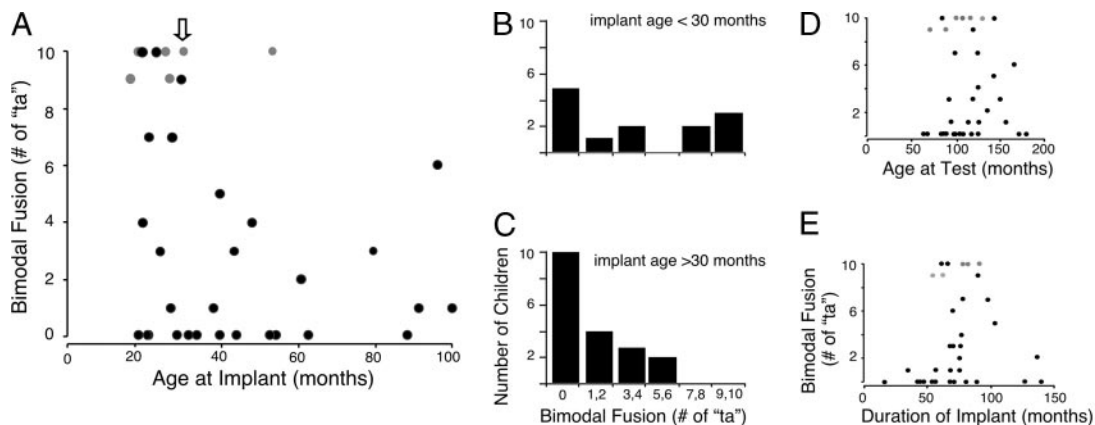 A
Bimodal Fusion (# of "ta")
10
8
6
4
2
0
0
20
40
60
80
100
Age at Implant (months)
B
implant age < 30 months
10
6
2
C
Number of Children
implant age >30 months
10
6
2
0
1,2
3,4
5,6
7,8
9,10
Bimodal Fusion (# of "ta")
D
10
6
2
0
50
100
150
200
Age at Test (months)
E
Bimodal Fusion
(# of "ta")
10
6
2
0
50
100
150
Duration of Implant (months)